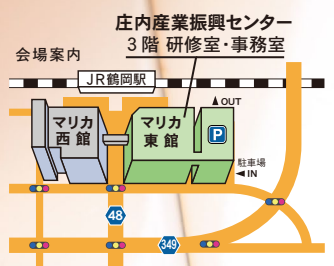 庄内産業振興センター
3階 研修室・事務室
会場案内
JR鶴岡駅
▲OUT
マリカ
西館
マリカ
東館
P
駐車場
◀IN
48
349